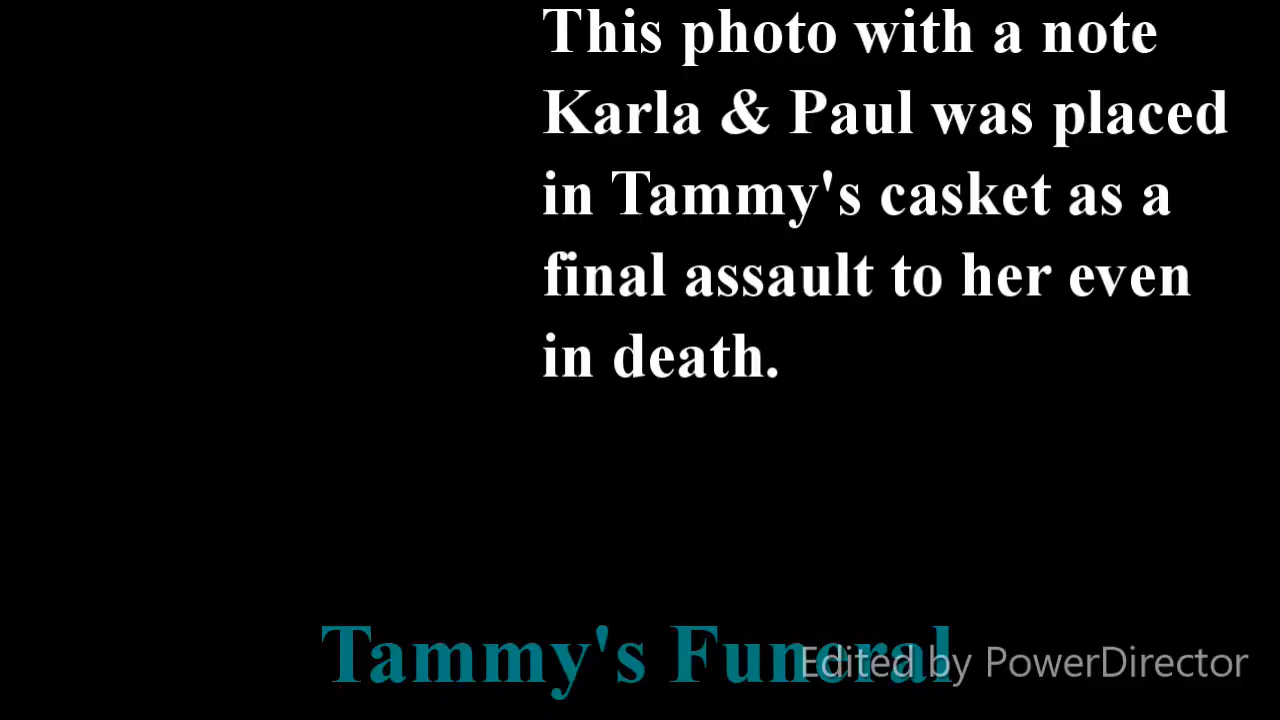 This photo with a note
Karla & Paul was placed
in Tammy's casket as a
final assault to her even
in death.
Tammy's Funeral
Edited by PowerDirector